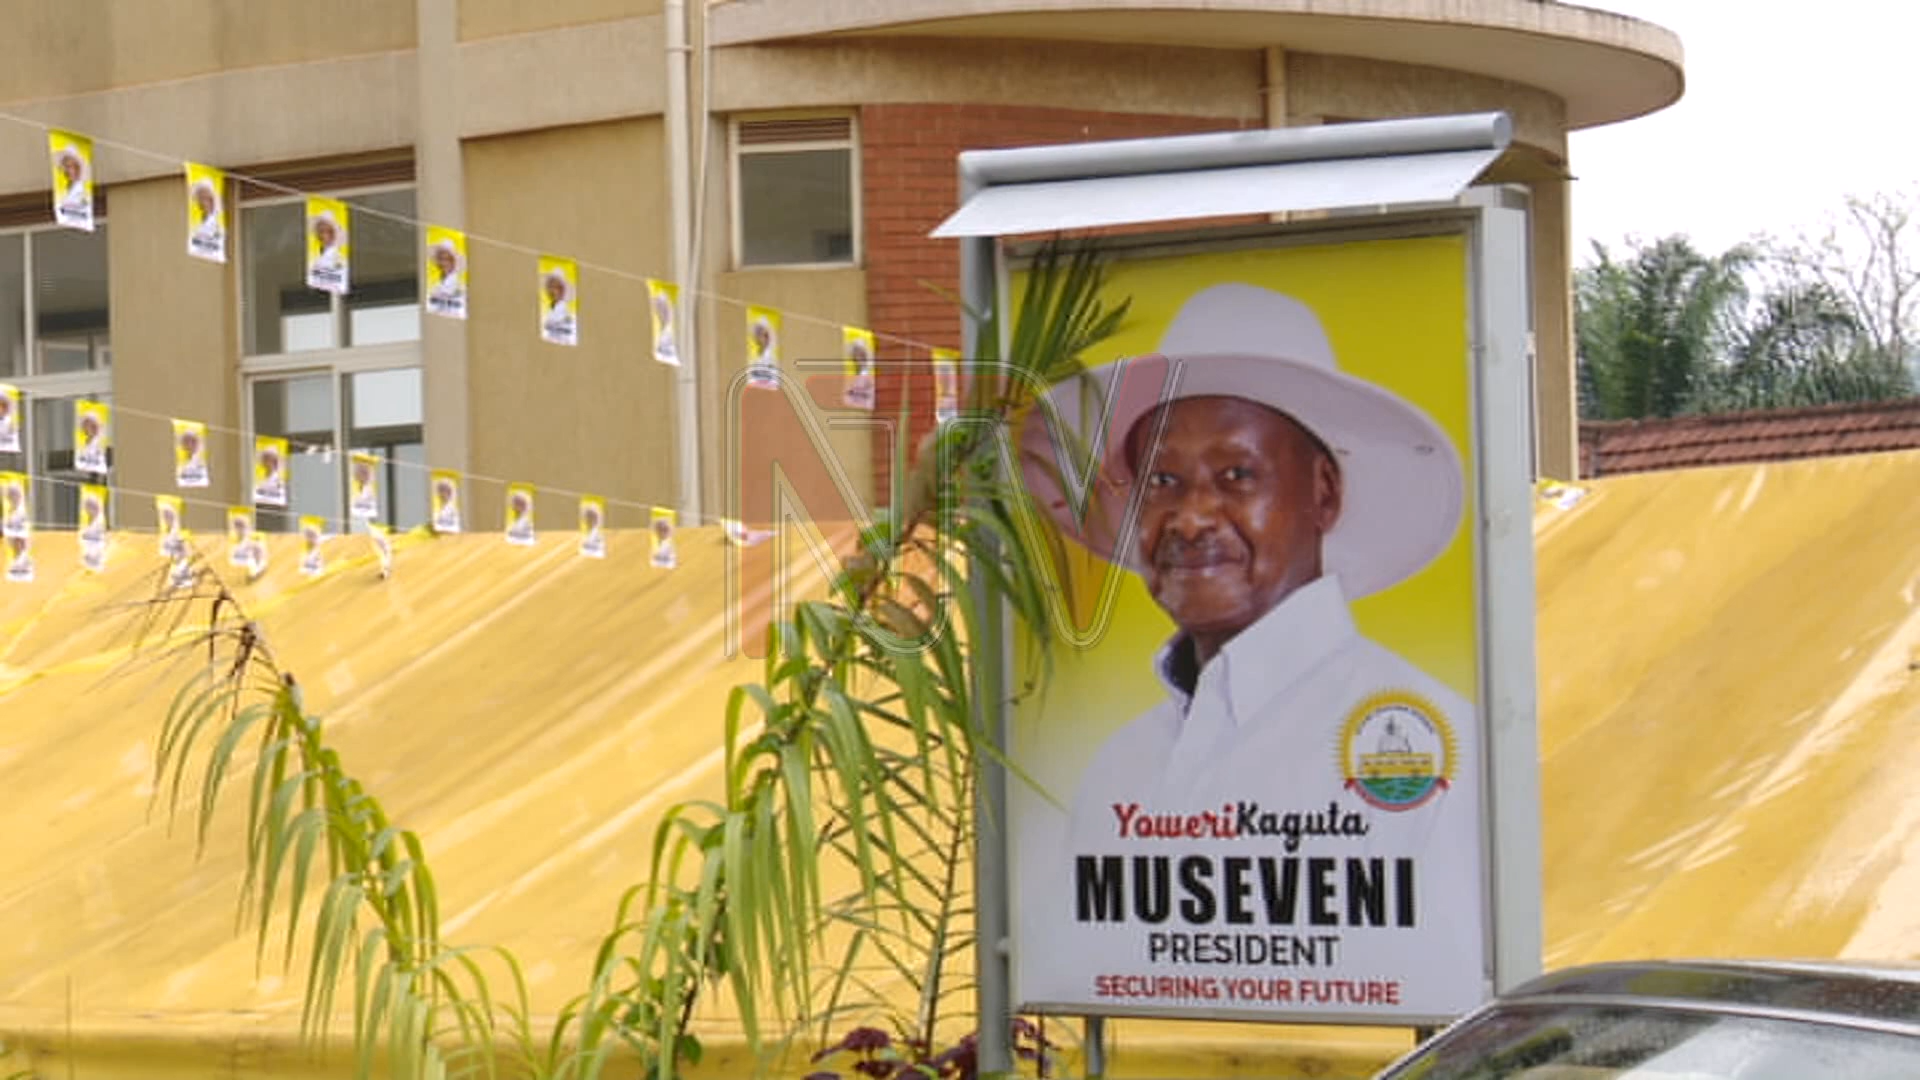 NTV
YoweriKaguta
MUSEVENI
PRESIDENT
SECURING YOUR FUTURE